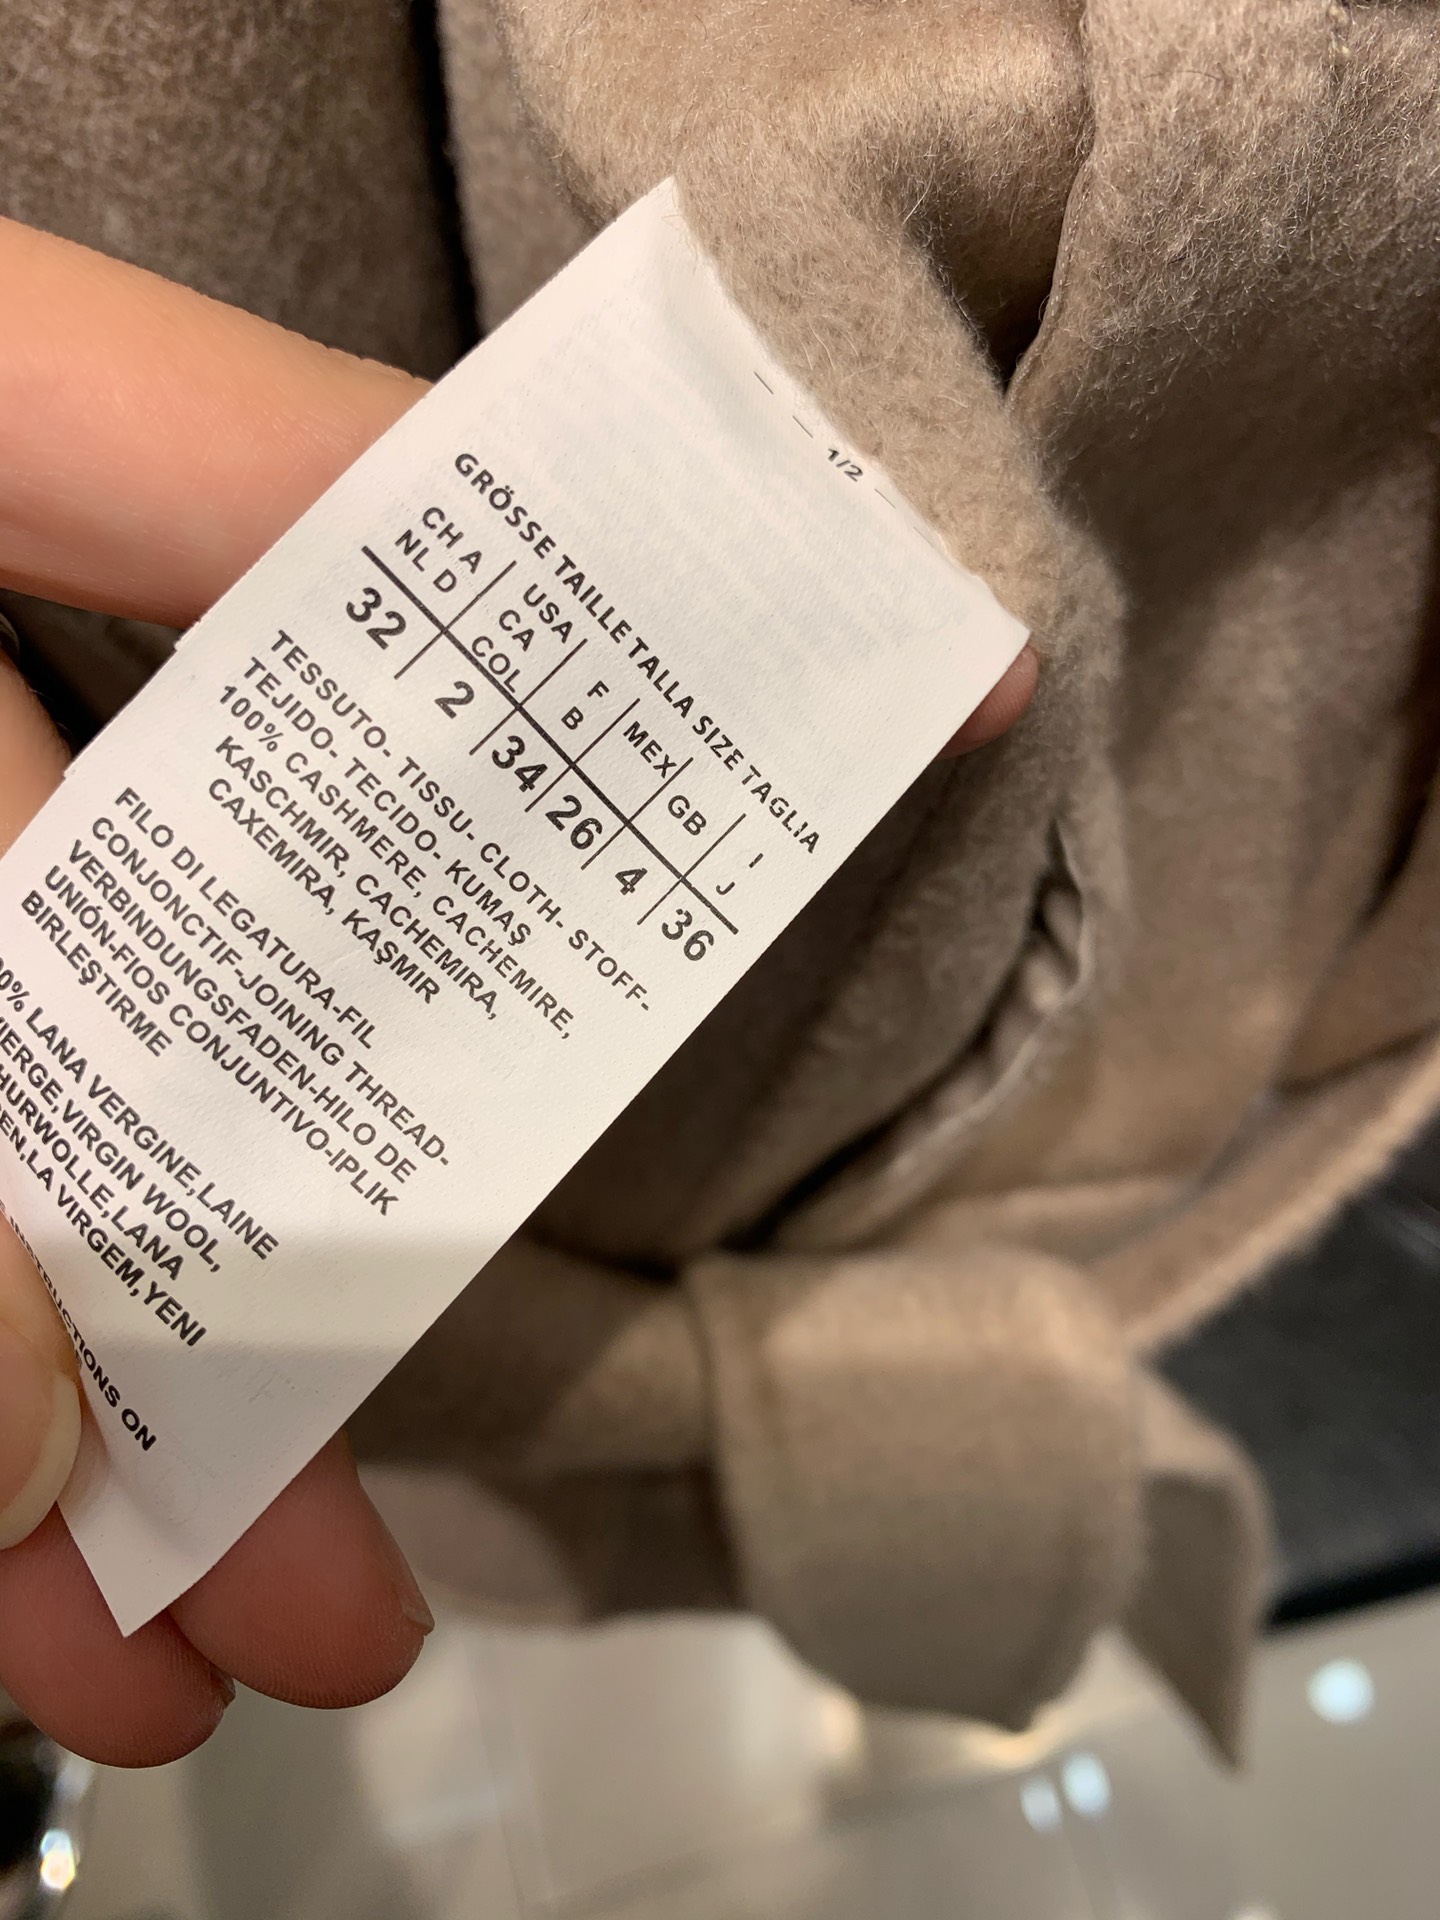 1/2
GRÖSSE TAILLE TALLA SIZE TAGLIA
CH A | USA | F | MEX | GB | I
NL D | CA | B | J
COL
32 | 2 | 34 | 26 | 4 | 36
TESSUTO- TISSU- CLOTH- STOFF-
TEJIDO- TECIDO- KUMAŞ
100% CASHMERE, CACHEMIRE,
KASCHMIR, CACHEMIRA,
CAXEMIRA, KAŞMIR
FILO DI LEGATURA-FIL
CONJONCTIF-JOINING THREAD-
VERBINDUNGSFADEN-HILO DE
UNIÓN-FIOS CONJUNTIVO-IPLIK
BIRLEŞTIRME
LANA VERGINE,LAINE
VIERGE,VIRGIN WOOL,
LANA
LA VIRGEM,YENI
INSTRUCTIONS ON